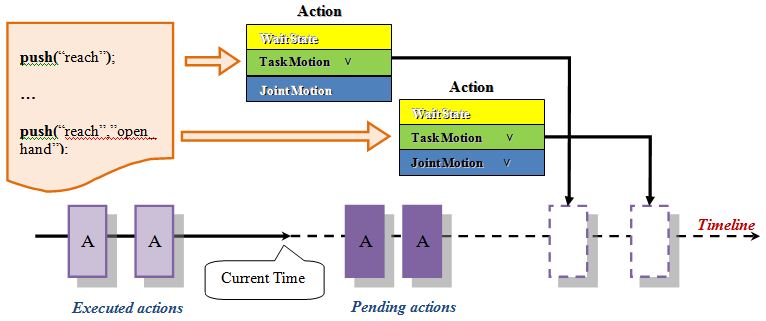 Action
push(“reach”);
…
push(“reach”,”open_
hand”):
WaitState
TaskMotion v
JointMotion
Action
WaitState
TaskMotion v
JointMotion v
A
A
A
A
Timeline
Current Time
Executed actions
Pending actions